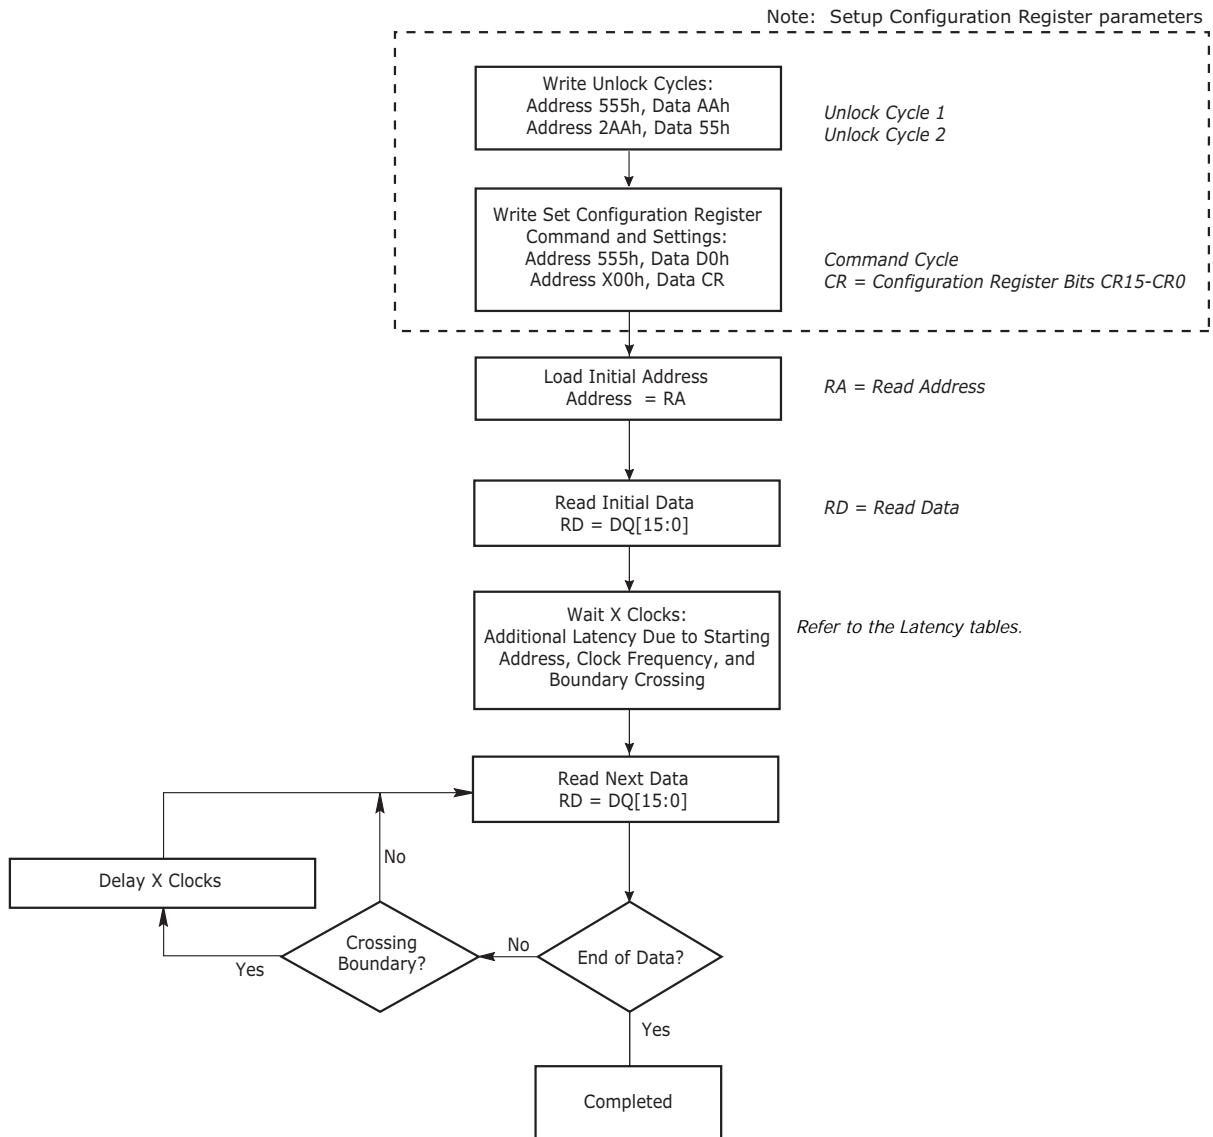 Note:  Setup Configuration Register parameters
Write Unlock Cycles:
Address 555h, Data AAh
Address 2AAh, Data 55h
Unlock Cycle 1
Unlock Cycle 2
Write Set Configuration Register
Command and Settings:
Address 555h, Data D0h
Address X00h, Data CR
Command Cycle
CR = Configuration Register Bits CR15-CR0
Load Initial Address
Address  = RA
RA = Read Address
Read Initial Data
RD = DQ[15:0]
RD = Read Data
Wait X Clocks:
Additional Latency Due to Starting
Address, Clock Frequency, and
Boundary Crossing
Refer to the Latency tables.
Read Next Data
RD = DQ[15:0]
No
Delay X Clocks
Crossing
Boundary?
Yes
No
End of Data?
Yes
Completed